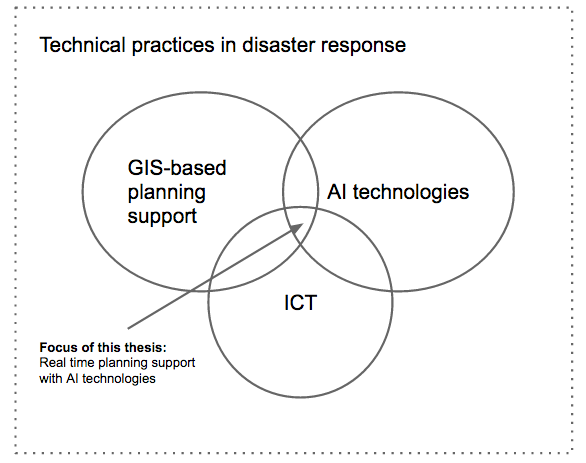 Technical practices in disaster response
GIS-based
planning
support
AI technologies
ICT
Focus of this thesis:
Real time planning support
with AI technologies